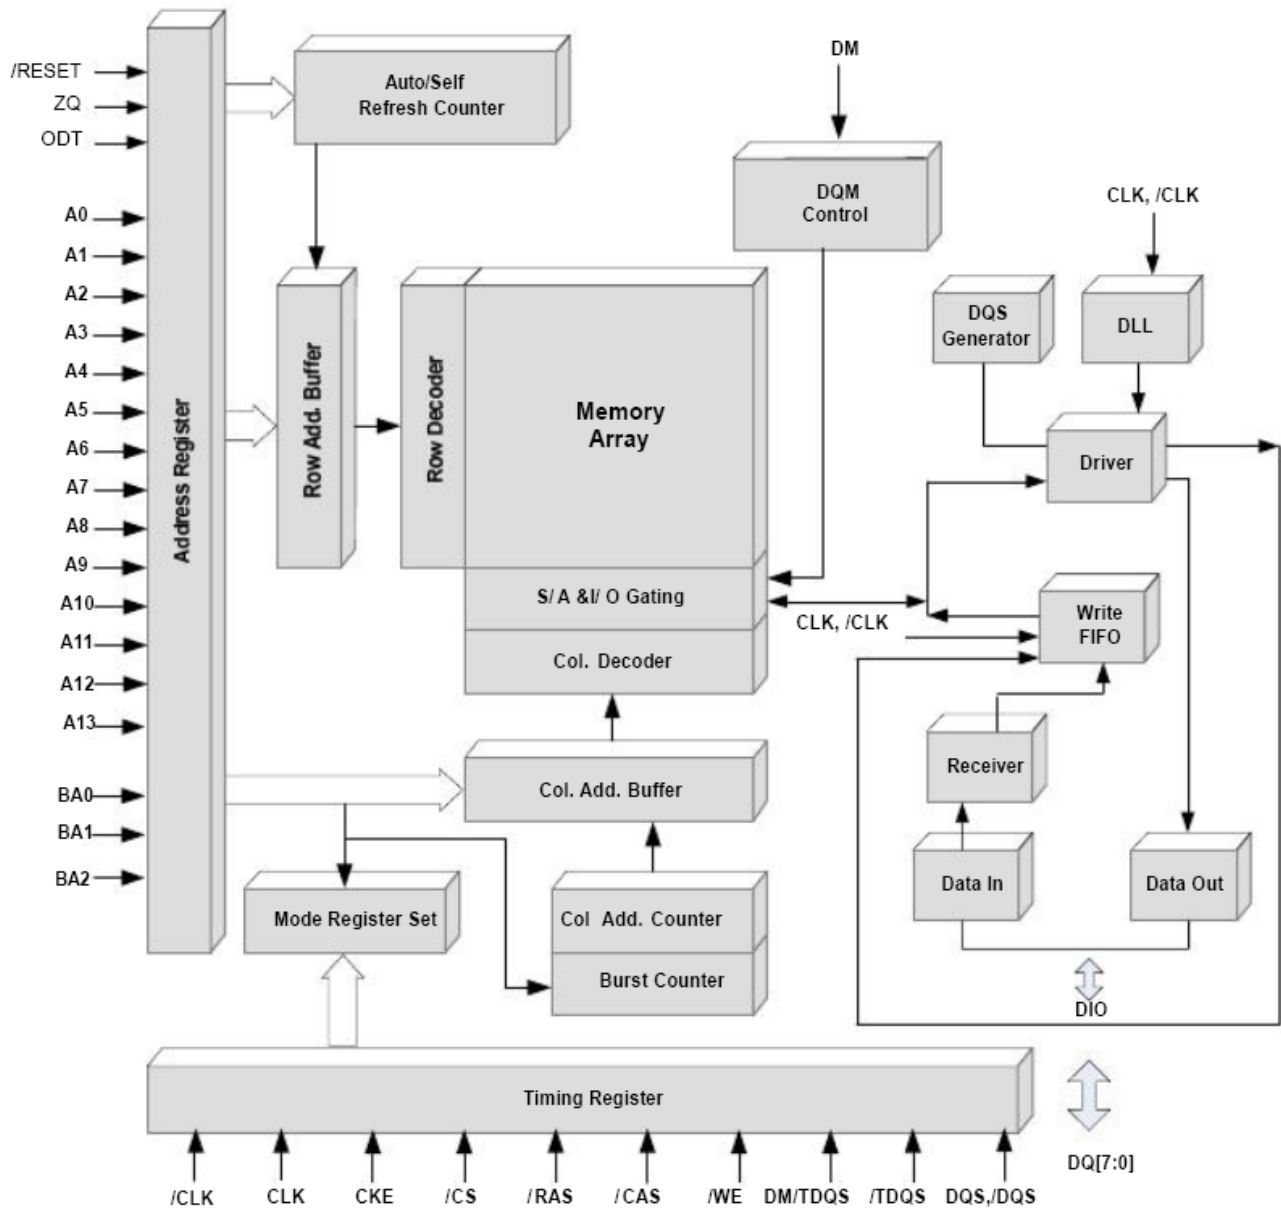 /RESET
ZQ
ODT
A0
A1
A2
A3
A4
A5
A6
A7
A8
A9
A10
A11
A12
A13
BA0
BA1
BA2
Address Register
Auto/Self
Refresh Counter
Row Add. Buffer
Row Decoder
Memory
Array
S/ A &I/ O Gating
Col. Decoder
Col. Add. Buffer
Col Add. Counter
Burst Counter
Mode Register Set
DM
DQM
Control
CLK, /CLK
DQS
Generator
DLL
Driver
CLK, /CLK
Write
FIFO
Receiver
Data In
Data Out
DIO
Timing Register
DQ[7:0]
/CLK
CLK
CKE
/CS
/RAS
/CAS
/WE
DM/TDQS
/TDQS
DQS,/DQS